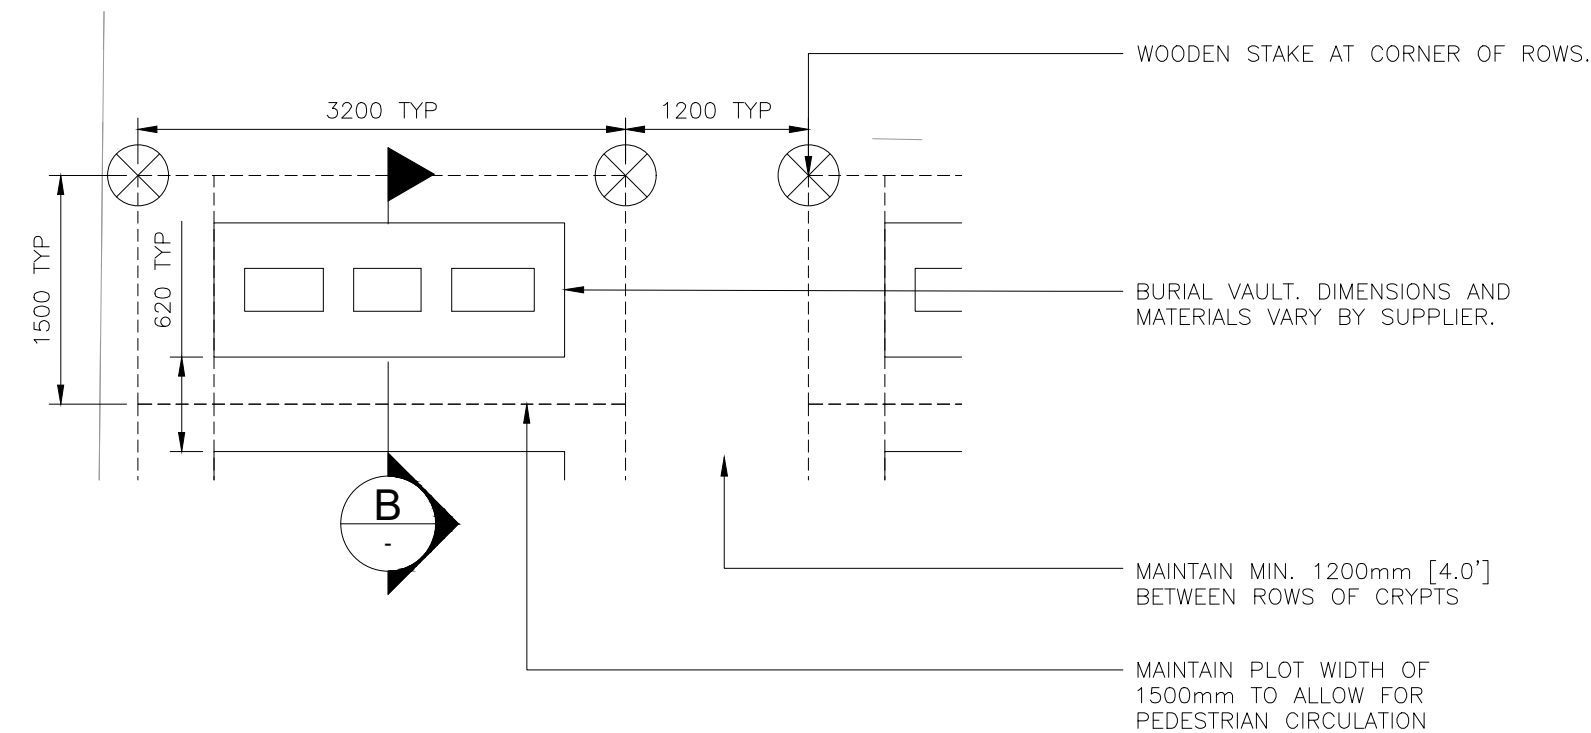 WOODEN STAKE AT CORNER OF ROWS.
3200 TYP
1200 TYP
1500 TYP
620 TYP
BURIAL VAULT. DIMENSIONS AND
MATERIALS VARY BY SUPPLIER.
B
-
MAINTAIN MIN. 1200mm [4.0']
BETWEEN ROWS OF CRYPTS
MAINTAIN PLOT WIDTH OF
1500mm TO ALLOW FOR
PEDESTRIAN CIRCULATION